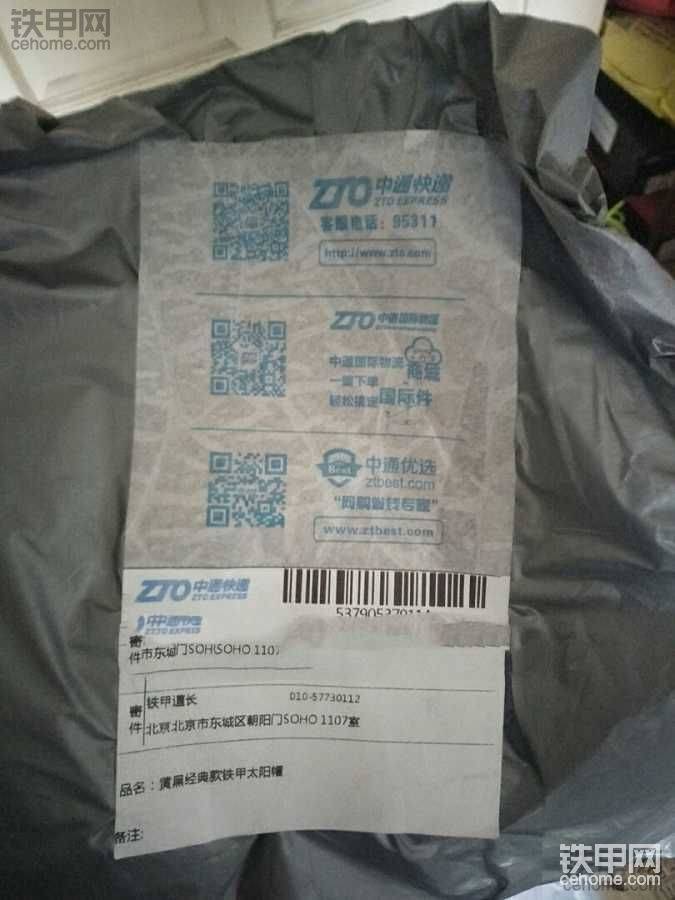 铁甲网
cehome.com
ZTO 中通快递
ZTO EXPRESS
客服电话：95311
http://www.zto.com
ZTO 中通国际物流
中通国际物流 商城
一键下单
轻松搞定 国际件
Best 中通优选
ztbest.com
“网购省钱专家”
www.ztbest.com
ZTO 中通快递
ZTO EXPRESS
中通快递
ZTO EXPRESS
寄件 市东城门SOH(SOHO 1107
寄件 铁甲道长 010-57730112
北京北京市东城区朝阳门SOHO 1107室
品名：黄黑经典款铁甲太阳帽
备注:
铁甲网
cehome.com